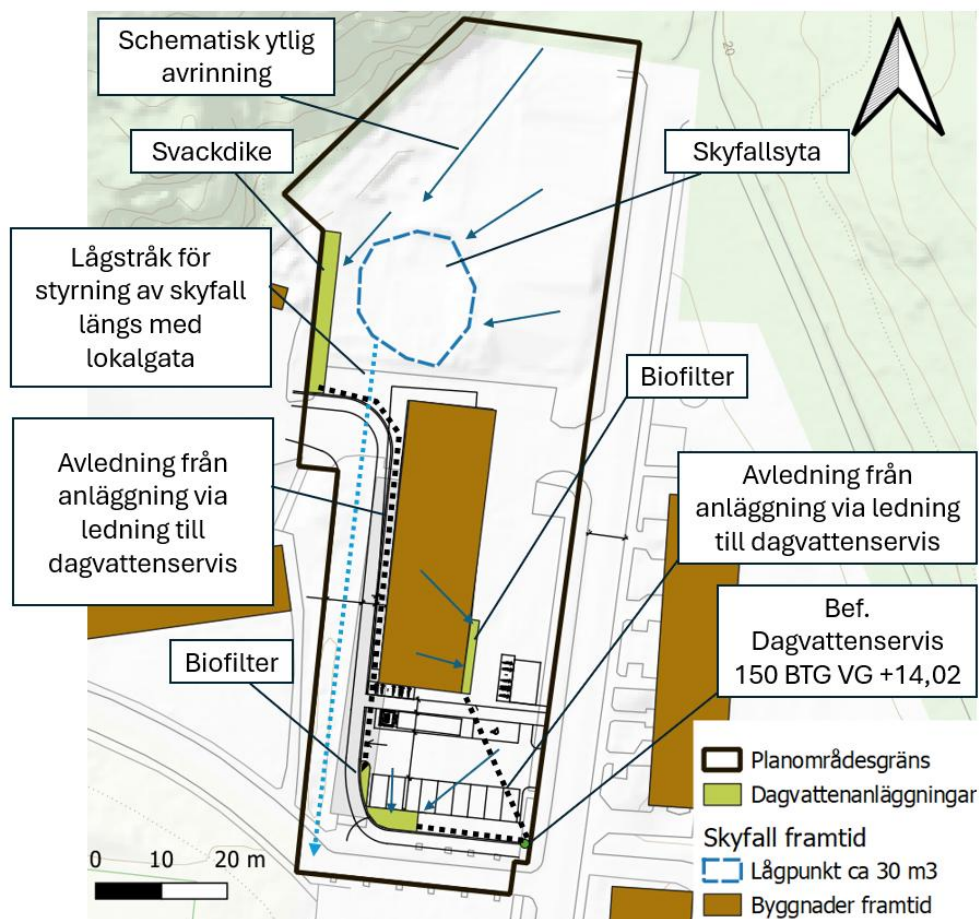 Schematisk ytlig
avrinning
Svackdike
Skyfallsyta
20
Lågstråk för
styrning av skyfall
längs med
lokalgata
Biofilter
Avledning från
anläggning via
ledning till
dagvattenservis
Avledning från
anläggning via ledning
till dagvattenservis
Biofilter
Bef.
Dagvattenservis
150 BTG VG +14,02
P
0 10 20 m
Planområdesgräns
Dagvattenanläggningar
Skyfall framtid
Lågpunkt ca 30 m3
Byggnader framtid